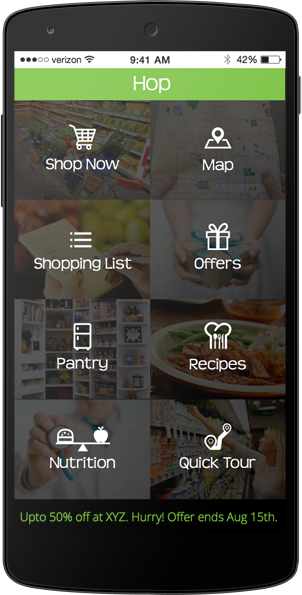 verizon 9:41 AM 42%
Hop
Shop Now Map
Shopping List Offers
Pantry Recipes
Nutrition Quick Tour
Upto 50% off at XYZ. Hurry! Offer ends Aug 15th.